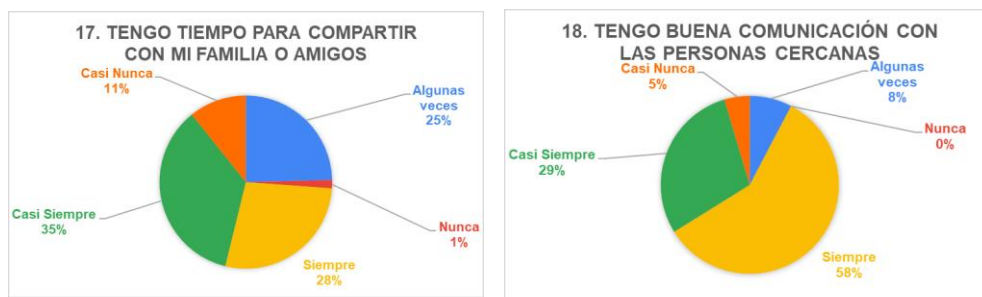 17. TENGO TIEMPO PARA COMPARTIR
CON MI FAMILIA O AMIGOS
Casi Nunca
11%
Algunas
veces
25%
Casi Siempre
35%
Nunca
1%
Siempre
28%
18. TENGO BUENA COMUNICACIÓN CON
LAS PERSONAS CERCANAS
Casi Nunca
5%
Algunas
veces
8%
Nunca
0%
Casi Siempre
29%
Siempre
58%